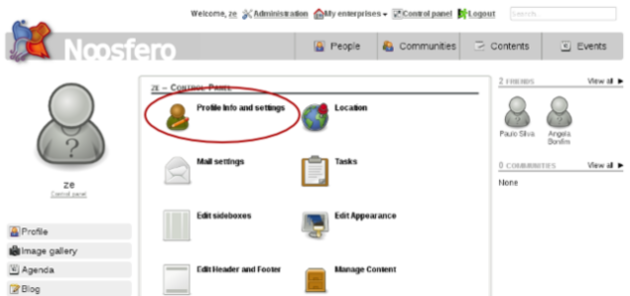 Welcome, ze Administration My enterprises Control panel Logout Search...
Noosfero
People Communities Contents Events
ze - Control Panel
Profile Info and settings
Location
Mail settings
Tasks
Edit sideboxes
Edit Appearance
Edit Header and Footer
Manage Content
?
ze
Control panel
Profile
Image gallery
Agenda
Blog
2 friends View all
Paulo Silva
Angela
Bonfim
0 communities View all
None